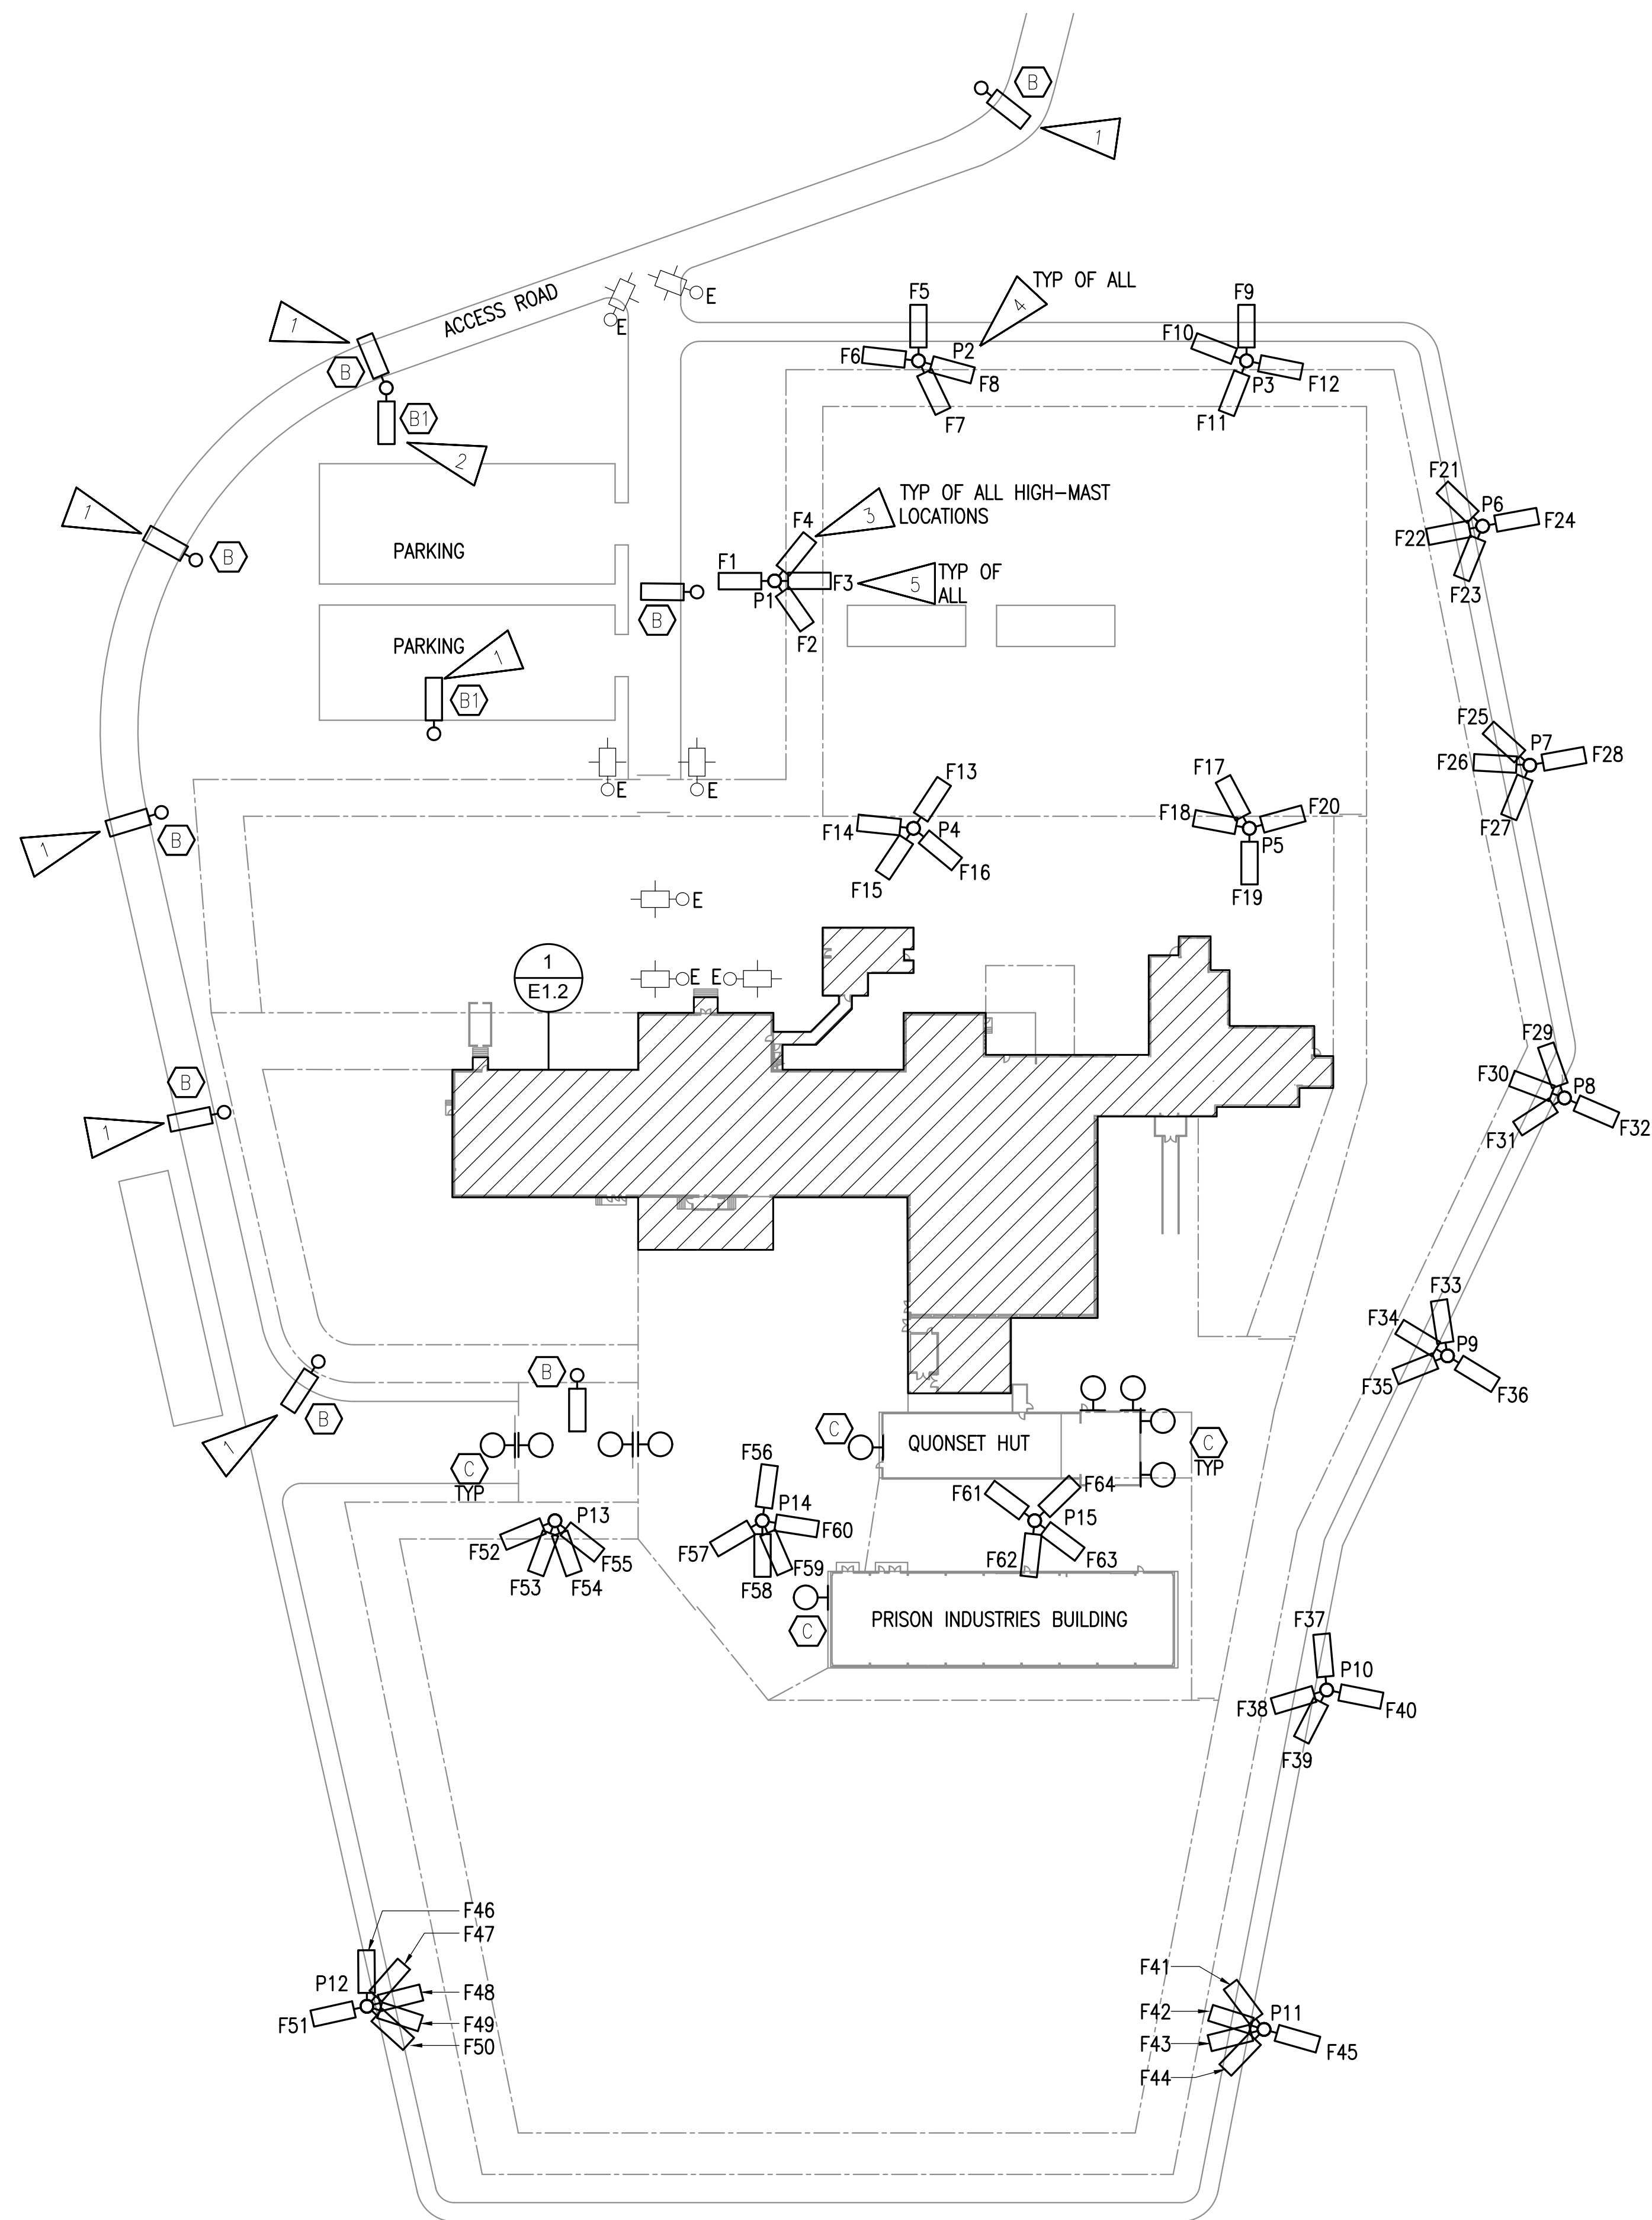 B
1
TYP OF ALL
4
ACCESS ROAD
E
E
1
B
B1
2
F5
F6
P2
F8
F7
F9
F10
F12
P3
F11
1
B
PARKING
TYP OF ALL HIGH-MAST
LOCATIONS
3
F4
F1
F3
P1
F2
5
TYP OF
ALL
B
F21
P6
F24
F22
F23
PARKING
1
B1
F25
P7
F28
F26
F27
E
E
1
B
F13
F14
P4
F16
F15
F17
F18
F20
P5
F19
E
1
E1.2
E
E
B
1
F29
F30
P8
F32
F31
F33
F34
P9
F35
F36
B
B
1
C
TYP
C
QUONSET HUT
C
TYP
P13
F52
F55
F53
F54
F56
P14
F60
F57
F59
F58
F61
F64
P15
F62
F63
C
PRISON INDUSTRIES BUILDING
F37
P10
F38
F40
F39
F46
F47
P12
F48
F51
F49
F50
F41
F42
P11
F43
F45
F44